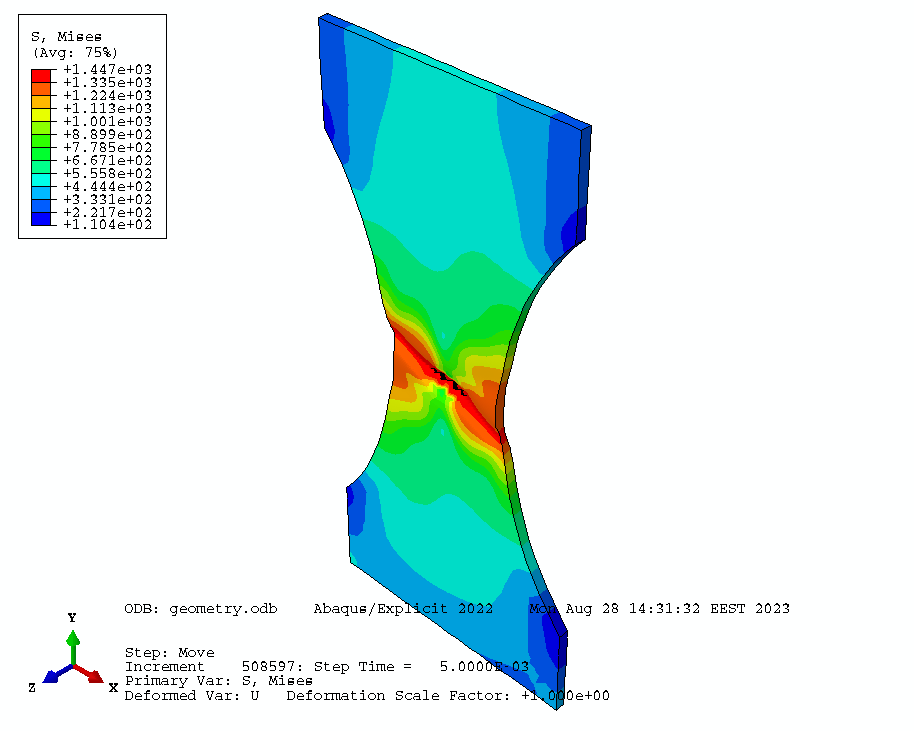 S, Mises
(Avg: 75%)
+1.447e+03
+1.335e+03
+1.224e+03
+1.113e+03
+1.001e+03
+8.899e+02
+7.785e+02
+6.671e+02
+5.558e+02
+4.444e+02
+3.331e+02
+2.217e+02
+1.104e+02
ODB: geometry.odb    Abaqus/Explicit 2022    Mon Aug 28 14:31:32 EEST 2023
Y
Z
X
Step: Move
Increment    508597: Step Time =    5.0000E-03
Primary Var: S, Mises
Deformed Var: U   Deformation Scale Factor: +1.000e+00